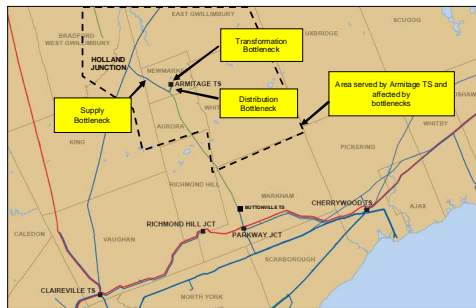 EAST GWILLIMBURY
SCUGOG
BRADFORD
WEST GWILLIMBURY
UXBRIDGE
Transformation
Bottleneck
HOLLAND
JUNCTION
NEWMARKET
ARMITAGE TS
Area served by Armitage TS and
affected by
bottlenecks
Supply
Bottleneck
Distribution
Bottleneck
WHIT
OSHAW
KING
AURORA
WHITBY
PICKERING
RICHMOND HILL
MARKHAM
AJAX
BUTTONVILLE TS
CHERRYWOOD TS
RICHMOND HILL JCT
PARKWAY JCT
CALEDON
VAUGHAN
SCARBOROUGH
CLAIREVILLE TS
NORTH YORK